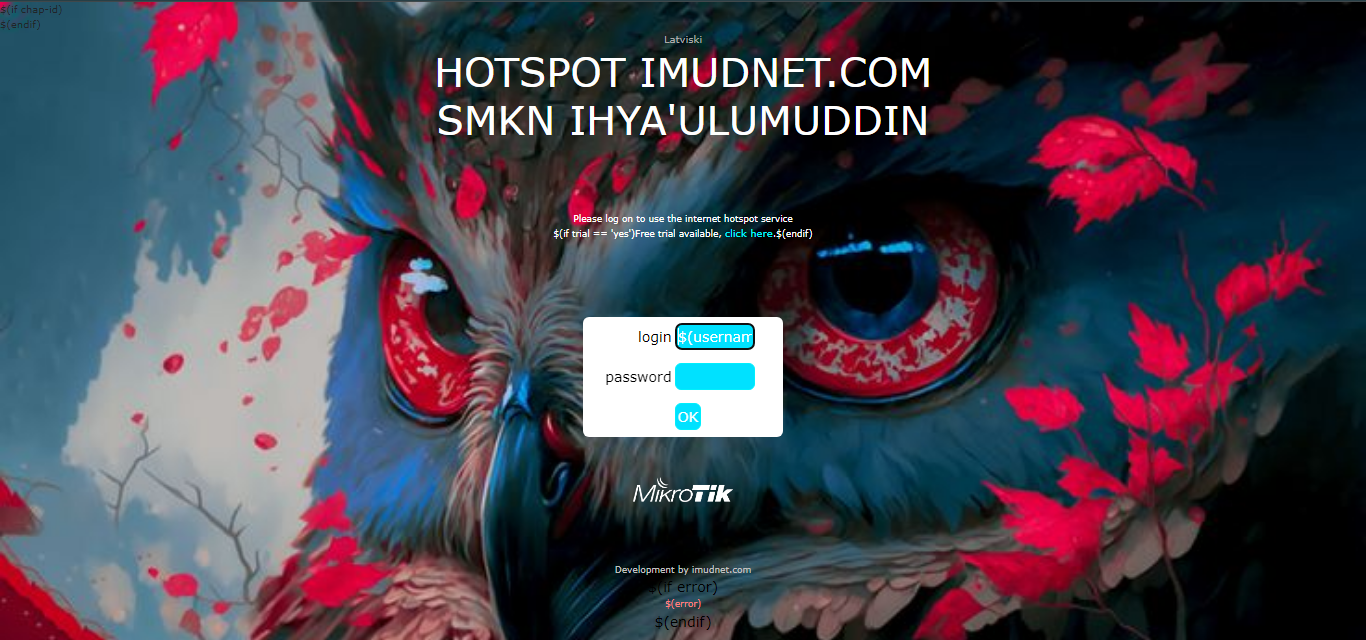 $(if chap-id)
$(endif)
Latviski
HOTSPOT IMUDNET.COM
SMKN IHYA'ULUMUDDIN
Please log on to use the internet hotspot service
$(if trial == 'yes')Free trial available, click here.$(endif)
login $(usernam
password
OK
MikroTik
Development by imudnet.com
$(if error)
$(error)
$(endif)